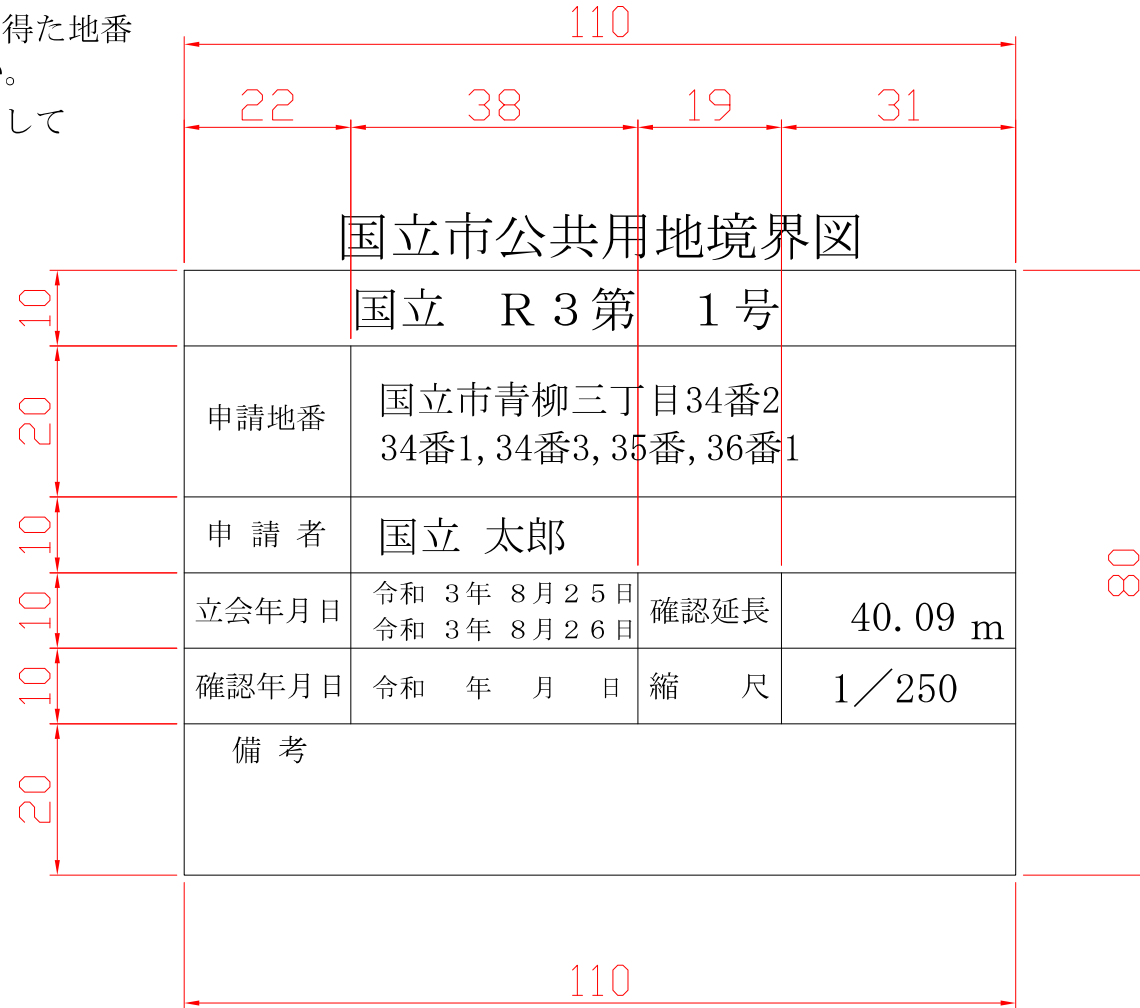 得た地番
。
して
110
22 38 19 31
国立市公共用地境界図
10
国立 Ｒ３第 １号
20
申請地番
国立市青柳三丁目34番2
34番1,34番3,35番,36番1
10
申 請 者 国立 太郎
10
立会年月日
令和 3年 8月25日
令和 3年 8月26日
確認延長 40.09 m
80
10
確認年月日 令和 年 月 日 縮 尺 1／250
20
備 考
110